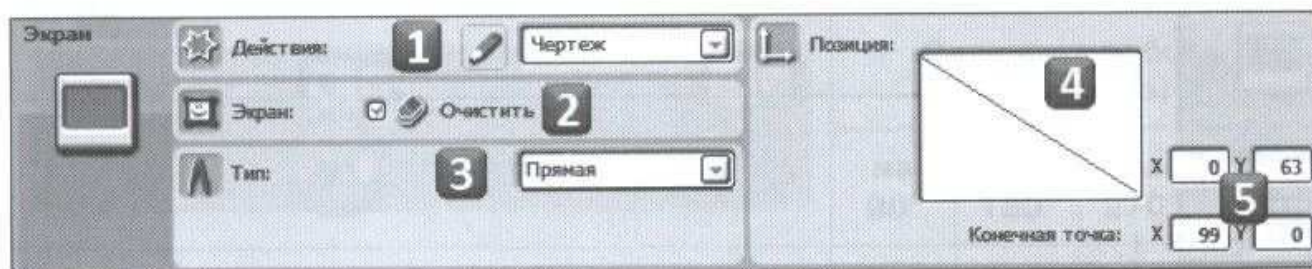 Экран
Действия: 1 Чертеж
Экран: Очистить 2
Тип: 3 Прямая
Позиция:
4
X 0 Y 63
5
Конечная точка: X 99 Y 0